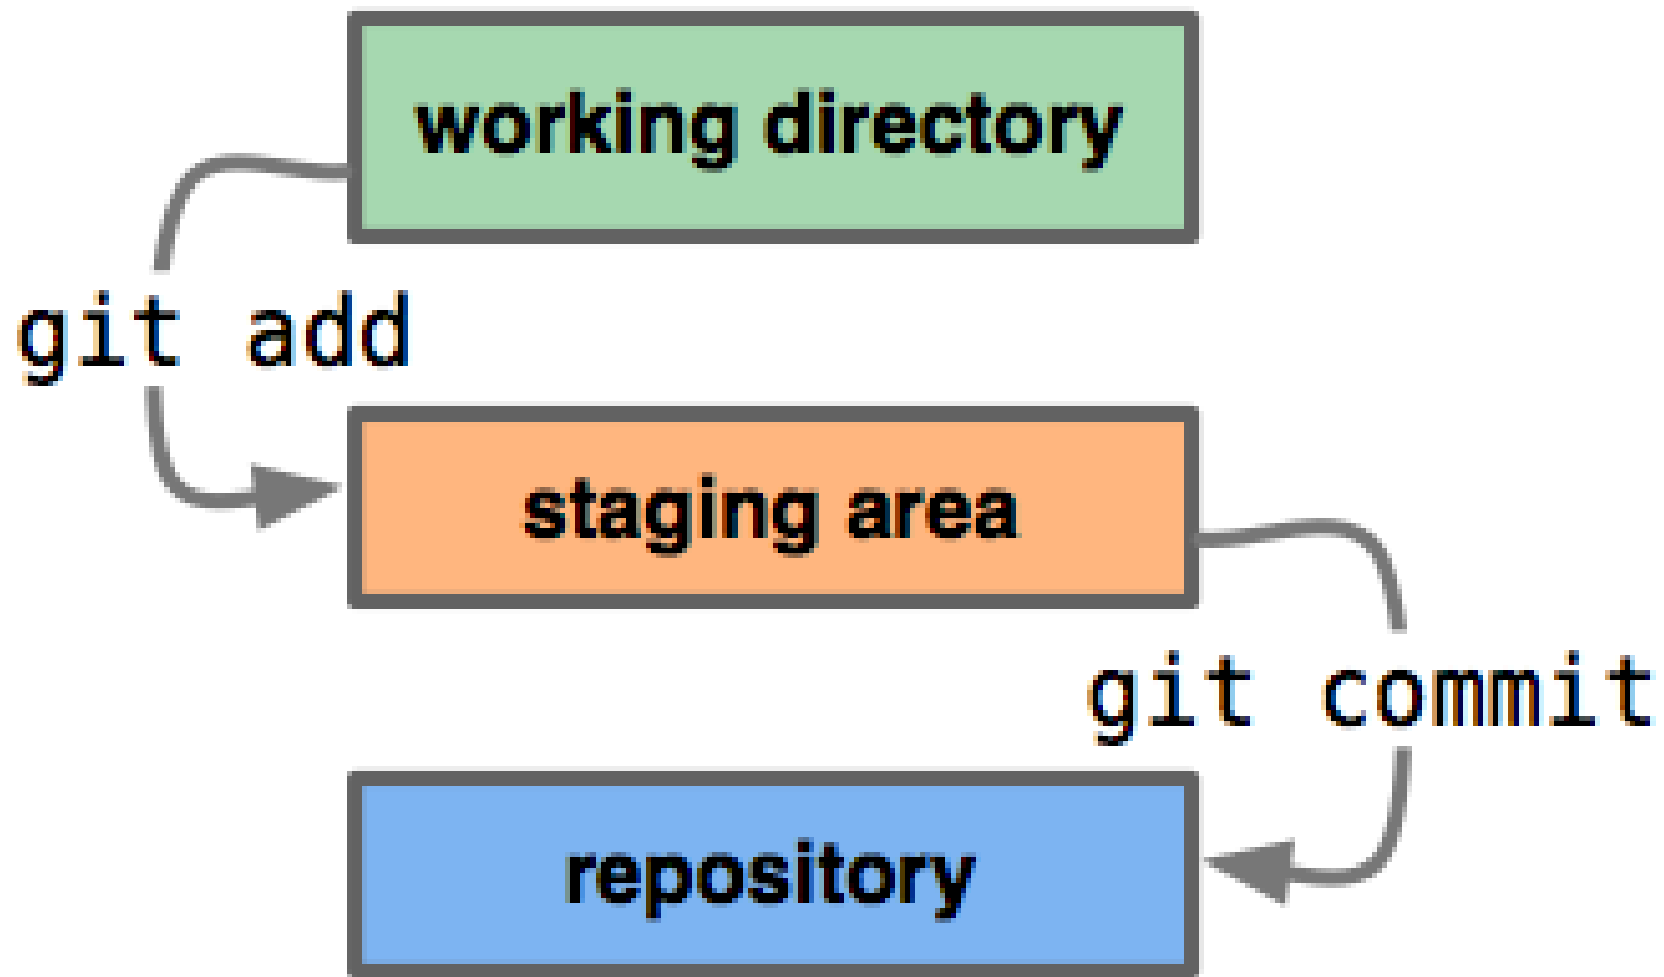 working directory
git add
staging area
git commit
repository